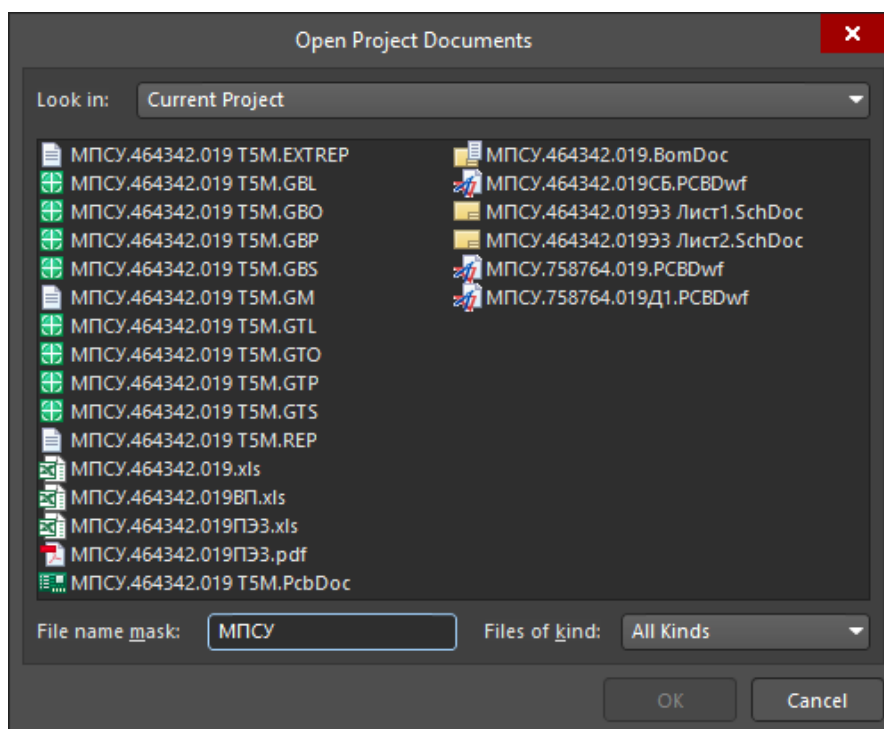 Open Project Documents
Look in: Current Project
МПСУ.464342.019 Т5М.EXTREP
МПСУ.464342.019 Т5М.GBL
МПСУ.464342.019 Т5М.GBO
МПСУ.464342.019 Т5М.GBP
МПСУ.464342.019 Т5М.GBS
МПСУ.464342.019 Т5М.GM
МПСУ.464342.019 Т5М.GTL
МПСУ.464342.019 Т5М.GTO
МПСУ.464342.019 Т5М.GTP
МПСУ.464342.019 Т5М.GTS
МПСУ.464342.019 Т5М.REP
МПСУ.464342.019.xls
МПСУ.464342.019ВП.xls
МПСУ.464342.019ПЭ3.xls
МПСУ.464342.019ПЭ3.pdf
МПСУ.464342.019 Т5М.PcbDoc
МПСУ.464342.019.BomDoc
МПСУ.464342.019СБ.PCBDwf
МПСУ.464342.019Э3 Лист1.SchDoc
МПСУ.464342.019Э3 Лист2.SchDoc
МПСУ.758764.019.PCBDwf
МПСУ.758764.019Д1.PCBDwf
File name mask: МПСУ Files of kind: All Kinds
OK Cancel